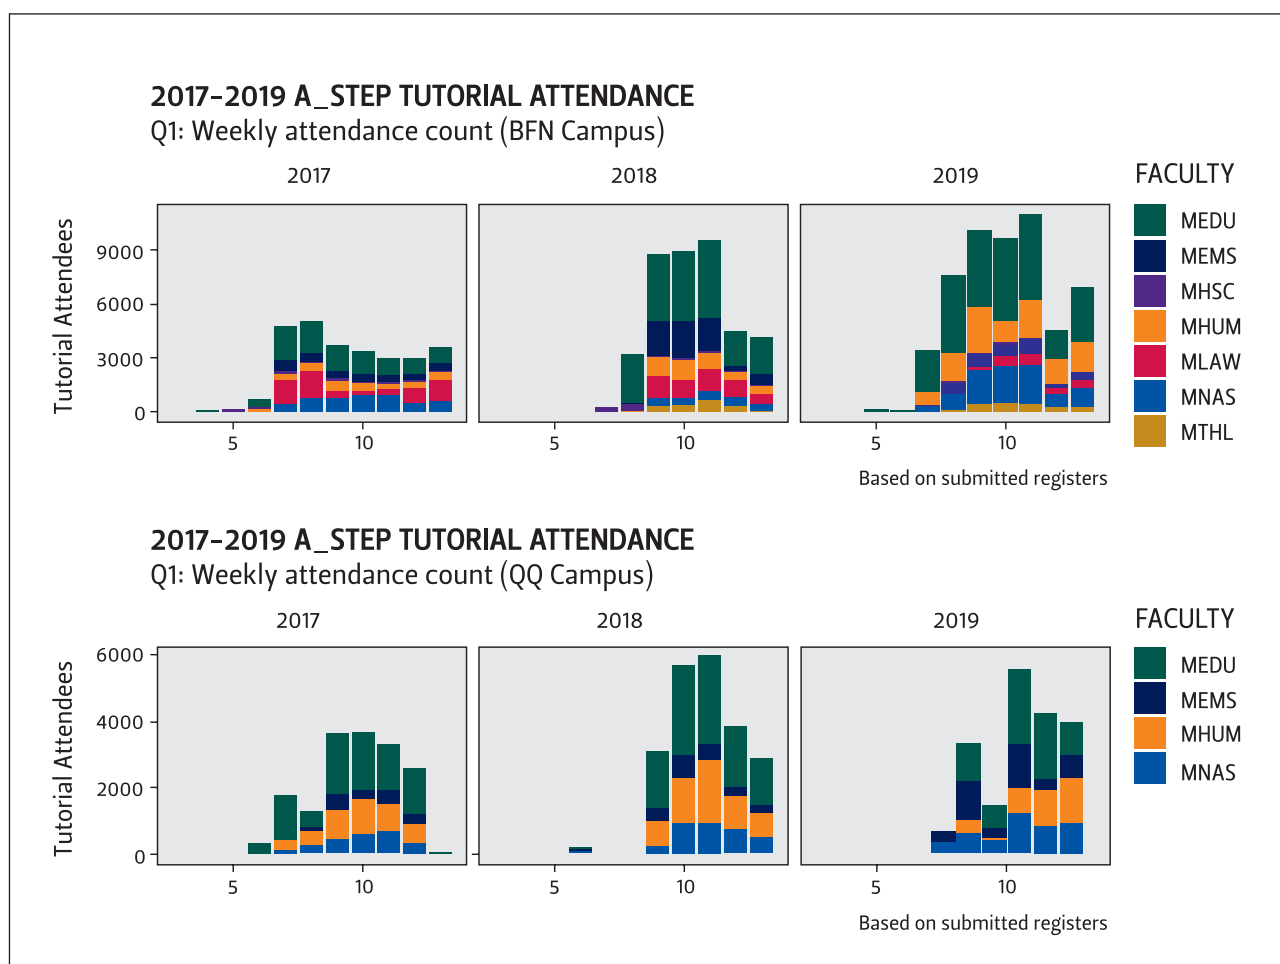 2017–2019 A_STEP TUTORIAL ATTENDANCE
Q1: Weekly attendance count (BFN Campus)
2017 2018 2019
FACULTY
MEDU
MEMS
MHSC
MHUM
MLAW
MNAS
MTHL
Tutorial Attendees
9000
6000
3000
0
5 10 5 10 5 10
Based on submitted registers
2017–2019 A_STEP TUTORIAL ATTENDANCE
Q1: Weekly attendance count (QQ Campus)
2017 2018 2019
FACULTY
MEDU
MEMS
MHUM
MNAS
Tutorial Attendees
6000
4000
2000
0
5 10 5 10 5 10
Based on submitted registers